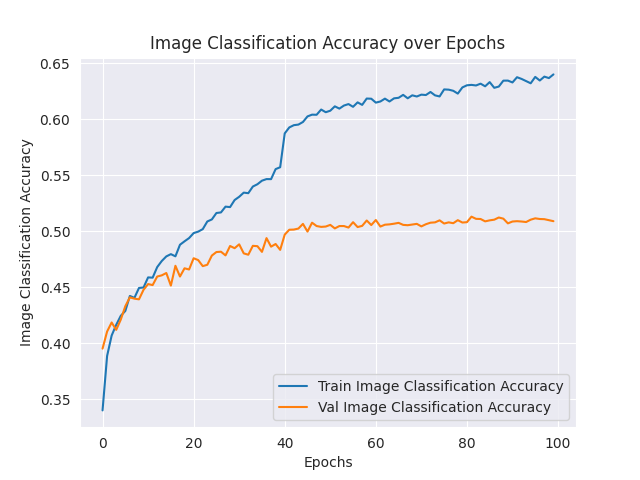 Image Classification Accuracy over Epochs
Image Classification Accuracy
0.65
0.60
0.55
0.50
0.45
0.40
0.35
Train Image Classification Accuracy
Val Image Classification Accuracy
0 20 40 60 80 100
Epochs